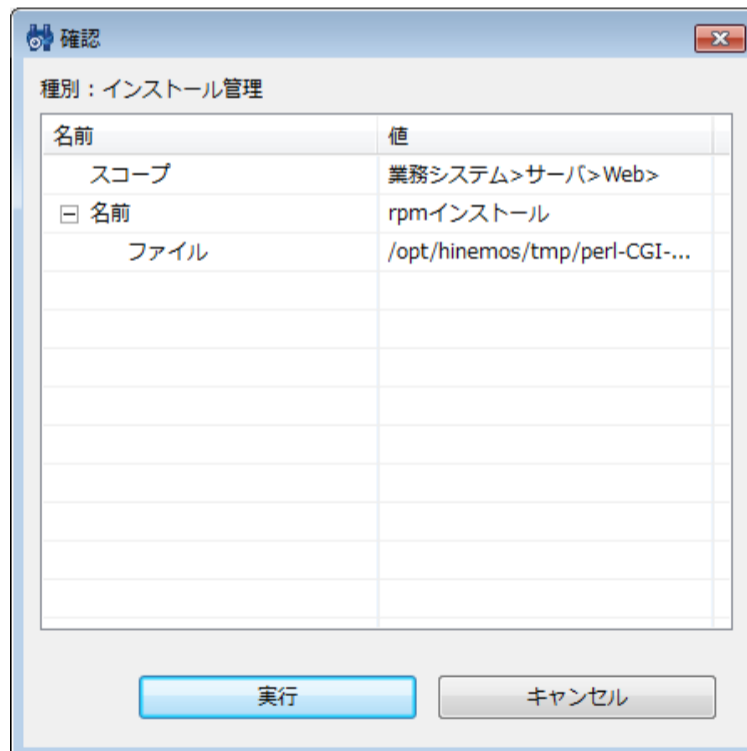 確認
種別：インストール管理
名前 値
スコープ 業務システム>サーバ>Web>
名前 rpmインストール
ファイル /opt/hinemos/tmp/perl-CGI-...
実行 キャンセル